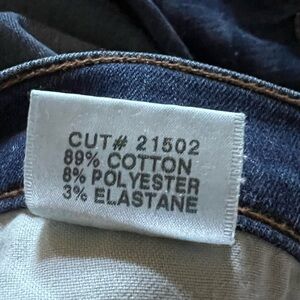 CUT# 21502
89% COTTON
8% POLYESTER
3% ELASTANE